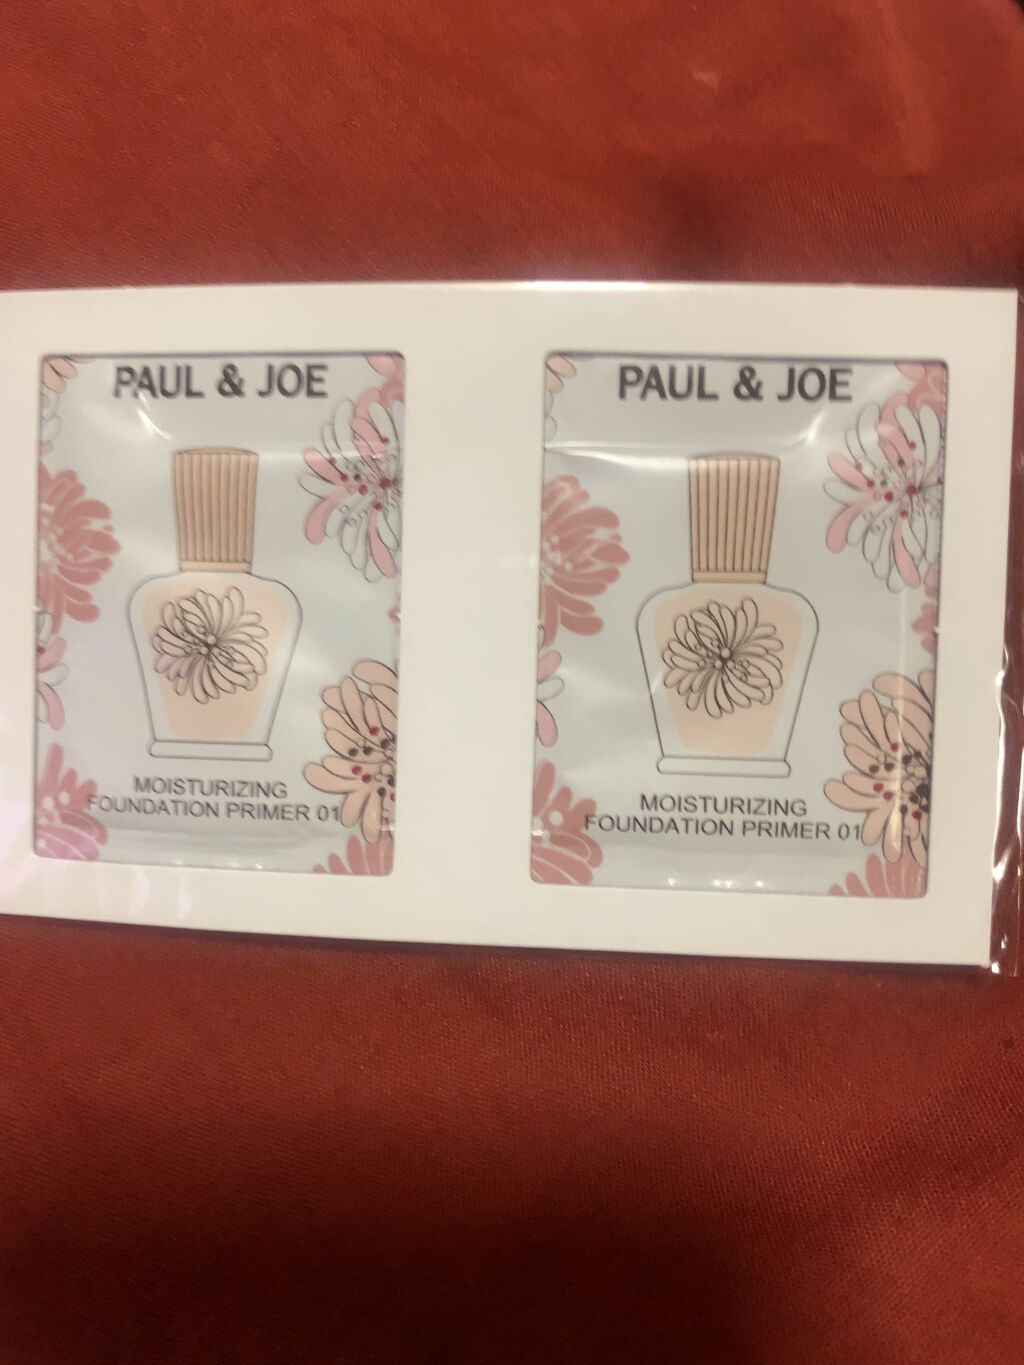 PAUL & JOE
MOISTURIZING
FOUNDATION PRIMER 01
PAUL & JOE
MOISTURIZING
FOUNDATION PRIMER 01